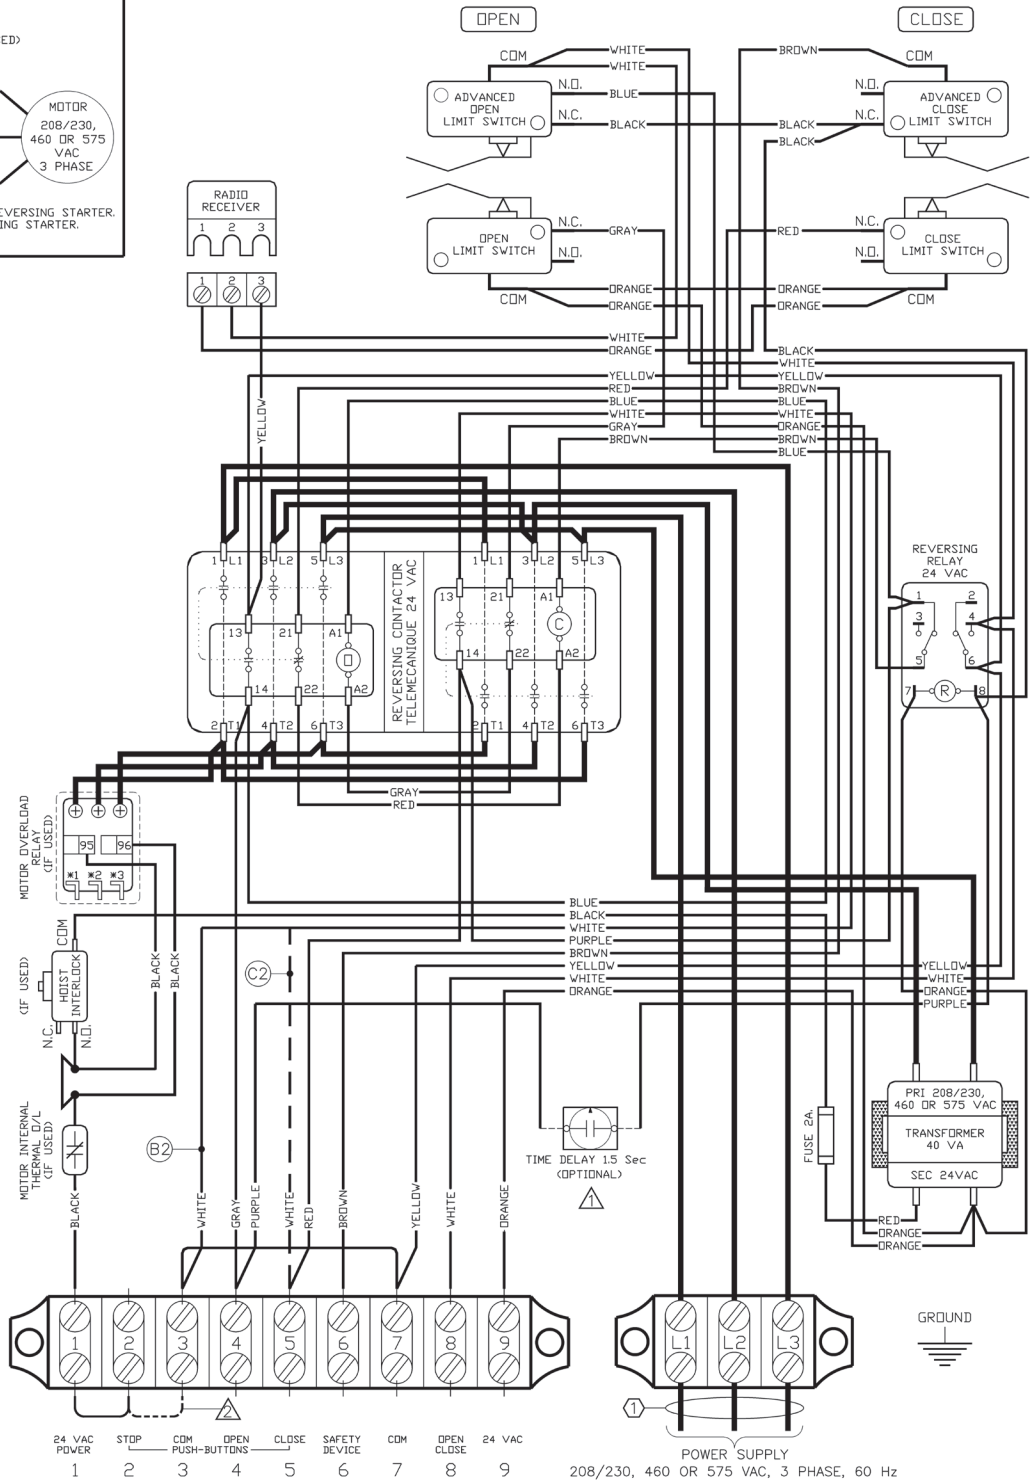 ED)
MOTOR
208/230,
460 OR 575
VAC
3 PHASE
EVERSING STARTER.
ING STARTER.
OPEN
CLOSE
COM
WHITE
WHITE
N.O.
BLUE
N.C.
BLACK
ADVANCED
OPEN
LIMIT SWITCH
BROWN
COM
N.O.
N.C.
BLACK
BLACK
ADVANCED
CLOSE
LIMIT SWITCH
RADIO
RECEIVER
1 2 3
1 2 3
OPEN
LIMIT SWITCH
N.C.
GRAY
N.O.
COM
ORANGE
ORANGE
RED
N.C.
N.O.
CLOSE
LIMIT SWITCH
ORANGE
ORANGE
COM
WHITE
ORANGE
BLACK
WHITE
YELLOW YELLOW
RED BROWN
BLUE BLUE
WHITE WHITE
GRAY ORANGE
BROWN BROWN
BLUE
YELLOW
1 L1 3 L2 5 L3
1 L1 3 L2 5 L3
13 21 A1
O
14 22 A2
2 T1 4 T2 6 T3
REVERSING CONTACTOR
TELEMECANIQUE 24 VAC
13 21 A1
C
14 22 A2
2 T1 4 T2 6 T3
REVERSING
RELAY
24 VAC
1 2
3 4
5 6
7 R 8
GRAY
RED
MOTOR OVERLOAD
RELAY
(IF USED)
95 96
*1 *2 *3
BLUE
BLACK
WHITE
PURPLE
BROWN
YELLOW YELLOW
WHITE WHITE
ORANGE ORANGE
PURPLE
COM
HOIST
INTERLOCK
(IF USED)
N.C.
N.O.
BLACK
BLACK
C2
B2
MOTOR INTERNAL
THERMAL O/L
(IF USED)
TIME DELAY 1.5 Sec
(OPTIONAL)
1
FUSE 2A.
PRI 208/230,
460 OR 575 VAC
TRANSFORMER
40 VA
SEC 24VAC
RED
ORANGE
ORANGE
BLACK
WHITE
GRAY
PURPLE
WHITE
RED
BROWN
YELLOW
WHITE
ORANGE
1 2 3 4 5 6 7 8 9
L1 L2 L3
GROUND
2
1
24 VAC
POWER
STOP
COM
OPEN
CLOSE
PUSH-BUTTONS
SAFETY
DEVICE
COM
OPEN
CLOSE
24 VAC
1 2 3 4 5 6 7 8 9
POWER SUPPLY
208/230, 460 OR 575 VAC, 3 PHASE, 60 Hz